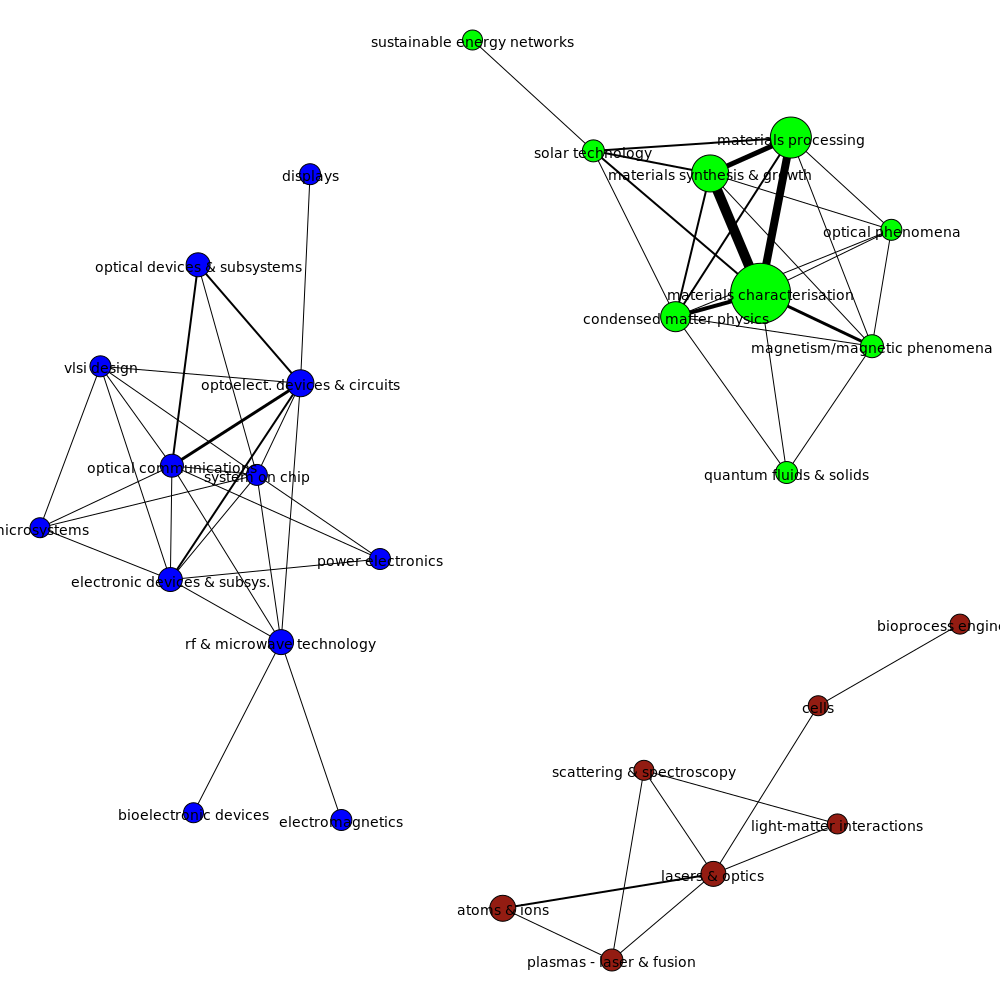 sustainable energy networks
materials processing
solar technology
materials synthesis & growth
displays
optical phenomena
optical devices & subsystems
materials characterisation
condensed matter physics
magnetism/magnetic phenomena
vlsi design
optoelect. devices & circuits
optical communications
system on chip
quantum fluids & solids
microsystems
power electronics
electronic devices & subsys.
bioprocess engine
rf & microwave technology
cells
scattering & spectroscopy
bioelectronic devices
electromagnetics
light-matter interactions
lasers & optics
atoms & ions
plasmas - laser & fusion